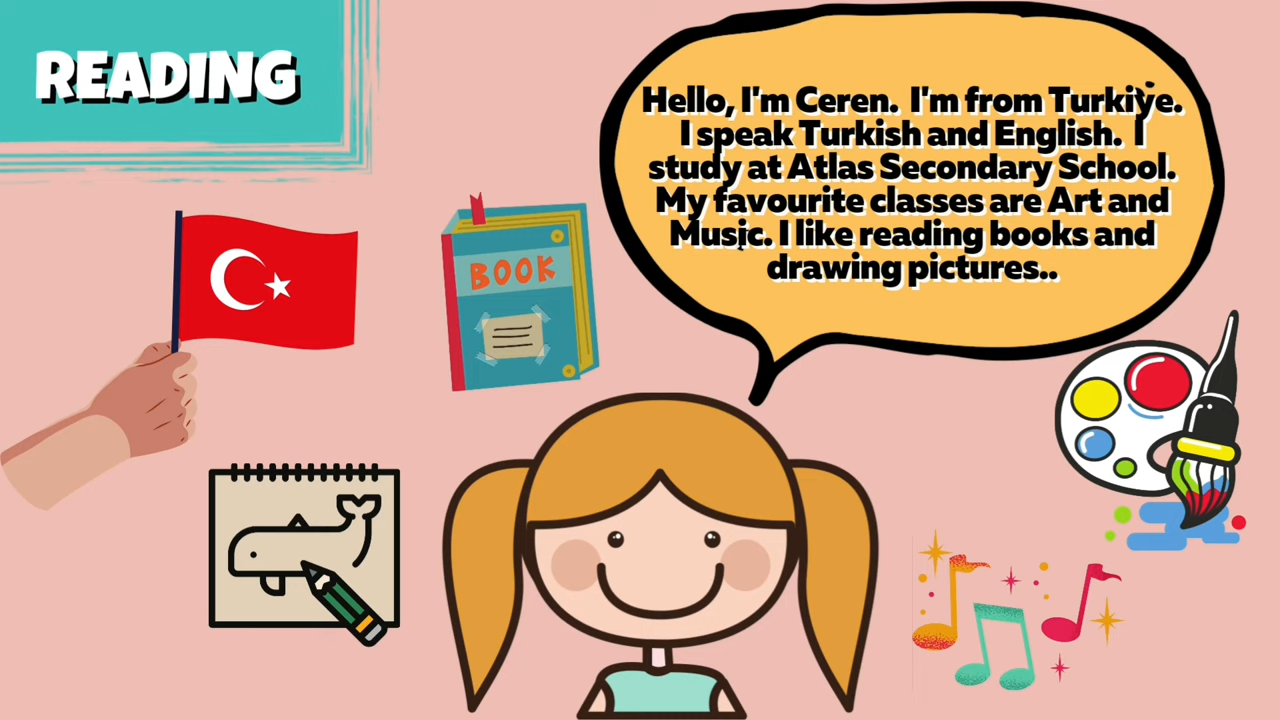 READING
Hello, I'm Ceren. I'm from Turkiye.
I speak Turkish and English. I
study at Atlas Secondary School.
My favourite classes are Art and
Music. I like reading books and
drawing pictures..
BOOK